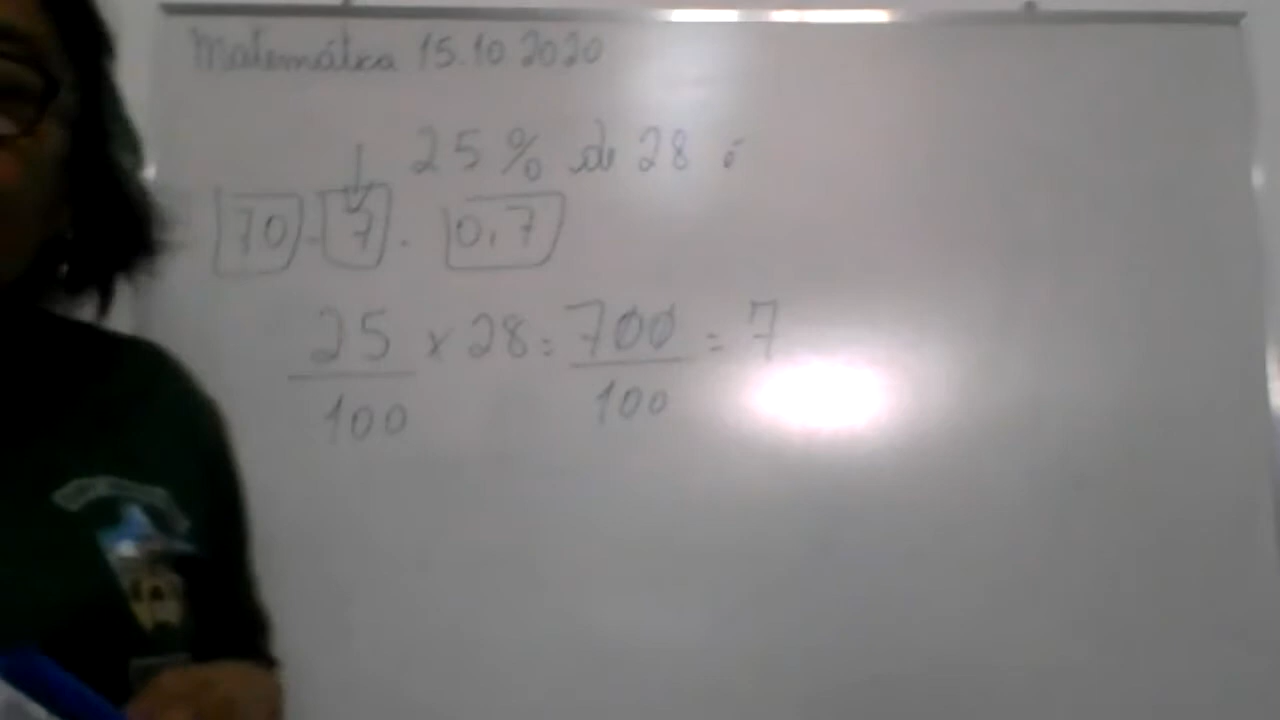 Matemática 15.10 2020
25% de 28 é
70 - 7 . 0,7
25/100 x 28 = 700/100 = 7